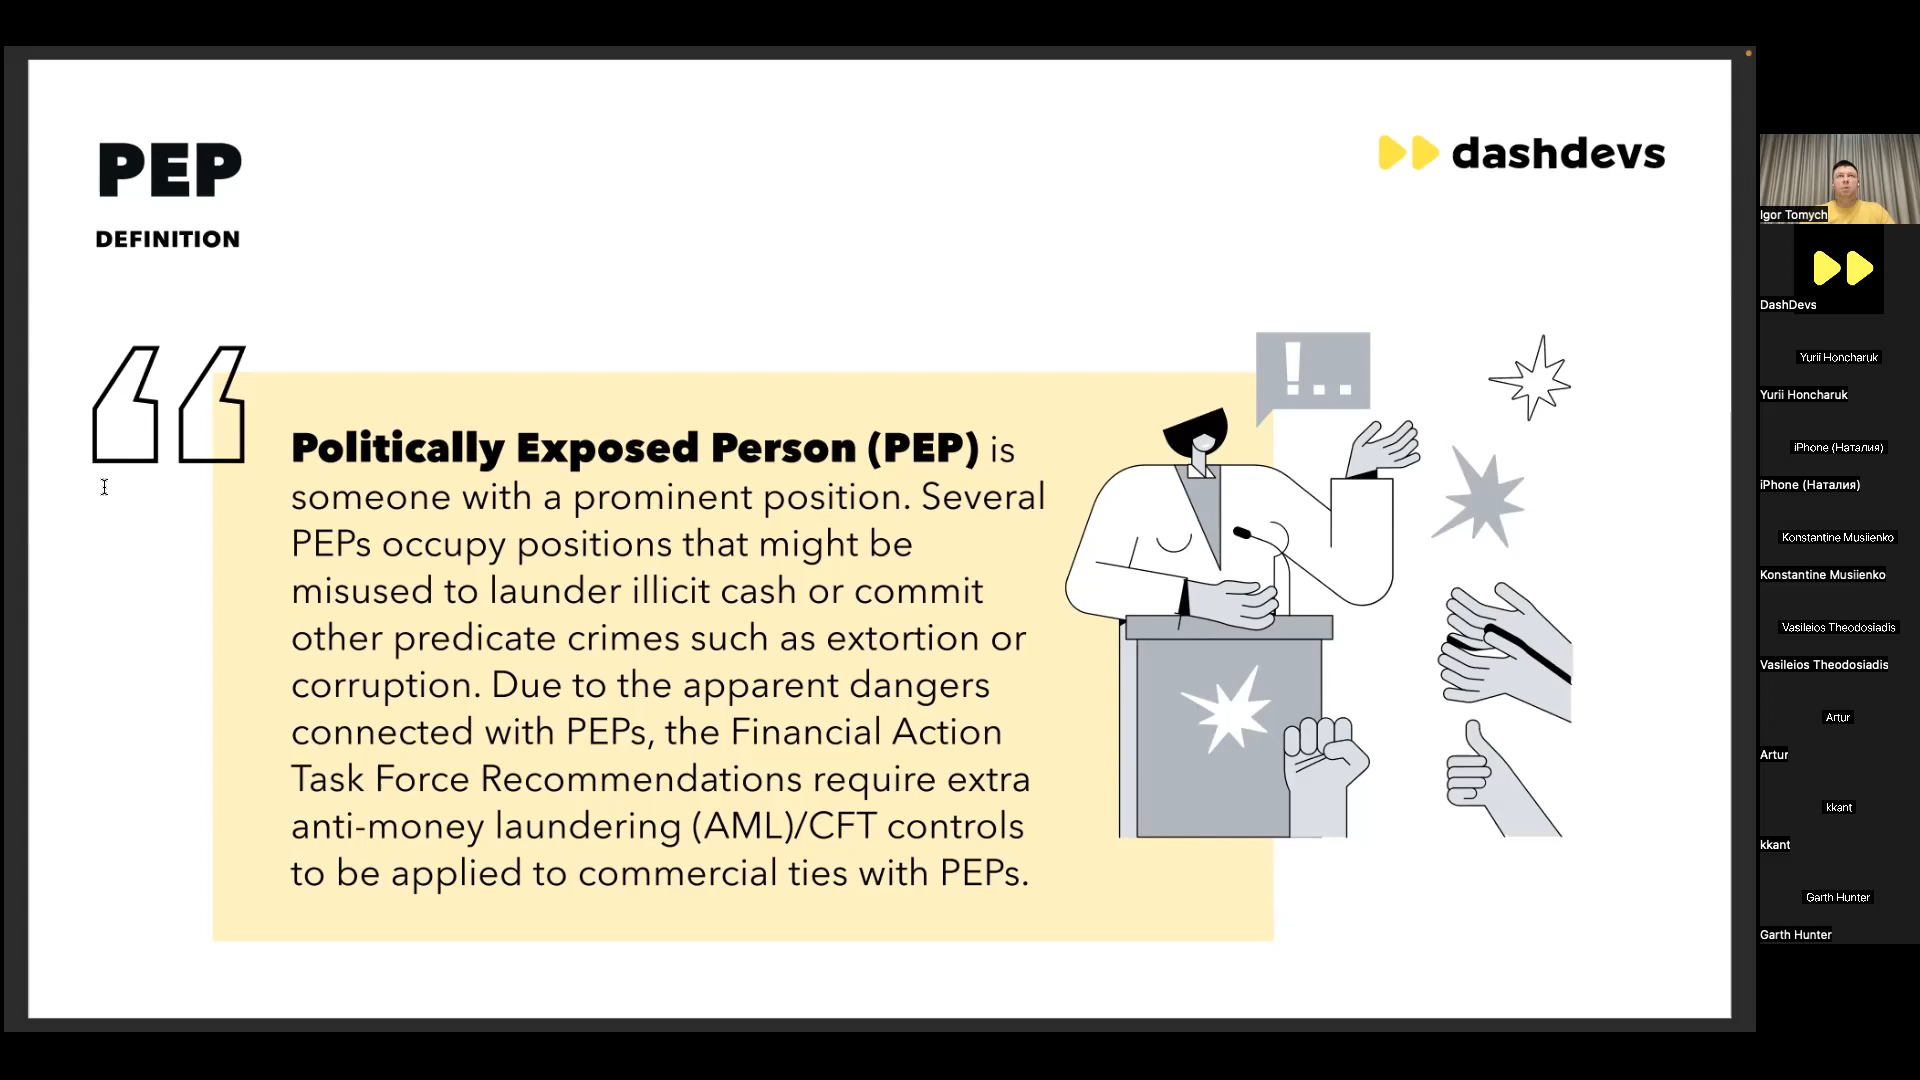 PEP
DEFINITION
dashdevs
!..
Politically Exposed Person (PEP) is
someone with a prominent position. Several
PEPs occupy positions that might be
misused to launder illicit cash or commit
other predicate crimes such as extortion or
corruption. Due to the apparent dangers
connected with PEPs, the Financial Action
Task Force Recommendations require extra
anti-money laundering (AML)/CFT controls
to be applied to commercial ties with PEPs.
Igor Tomych
DashDevs
Yurii Honcharuk
Yurii Honcharuk
iPhone (Наталия)
iPhone (Наталия)
Konstantine Musiienko
Konstantine Musiienko
Vasileios Theodosiadis
Vasileios Theodosiadis
Artur
Artur
kkant
kkant
Garth Hunter
Garth Hunter